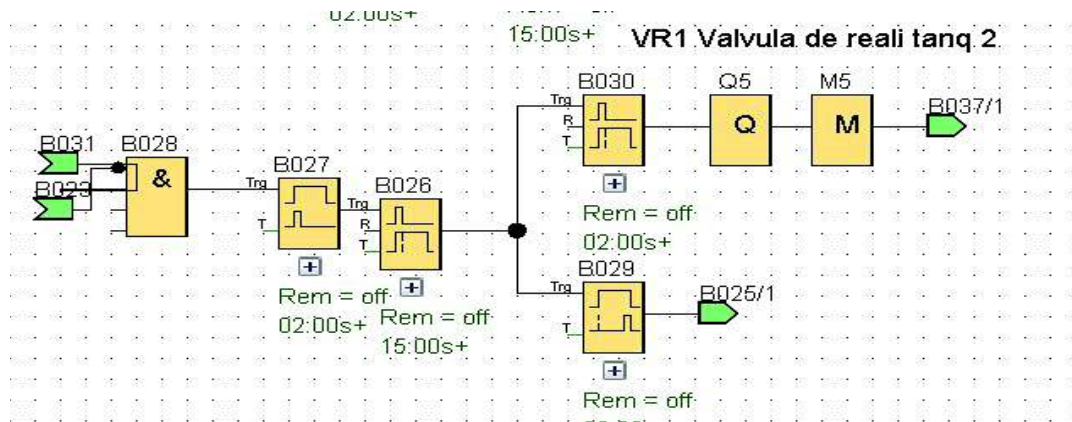 02:00s+
15:00s+
VR1 Valvula de reali tanq 2
B030
Q5
M5
Trg
R
T
Q
M
B037/1
B031
B028
B023
&
B027
Trg
T
B026
Trg
R
T
Rem = off
02:00s+
Rem = off
02:00s+
Rem = off
15:00s+
B029
Trg
T
B025/1
Rem = off